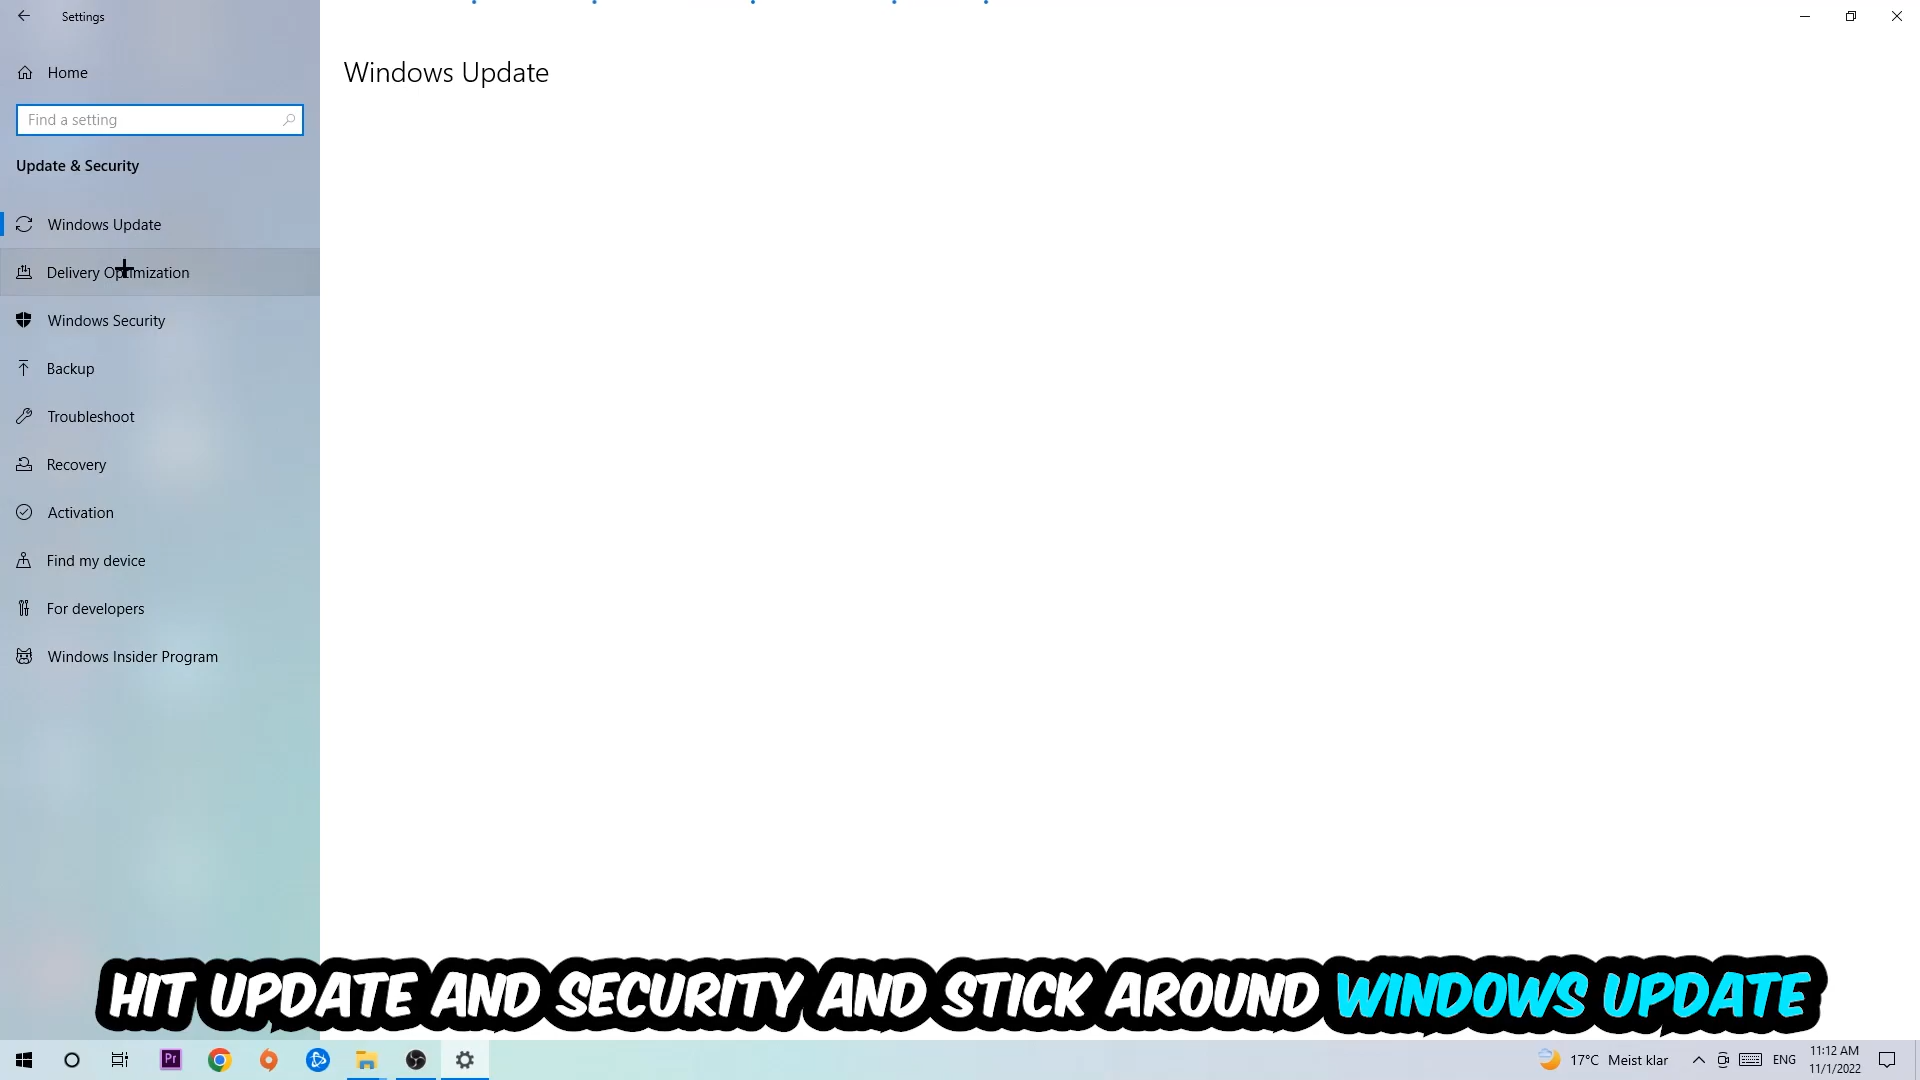 Settings
Home
Find a setting
Update & Security
Windows Update
Delivery Optimization
Windows Security
Backup
Troubleshoot
Recovery
Activation
Find my device
For developers
Windows Insider Program
Windows Update
HIT UPDATE AND SECURITY AND STICK AROUND WINDOWS UPDATE
Pr
17°C Meist klar
ENG
11:12 AM
11/1/2022